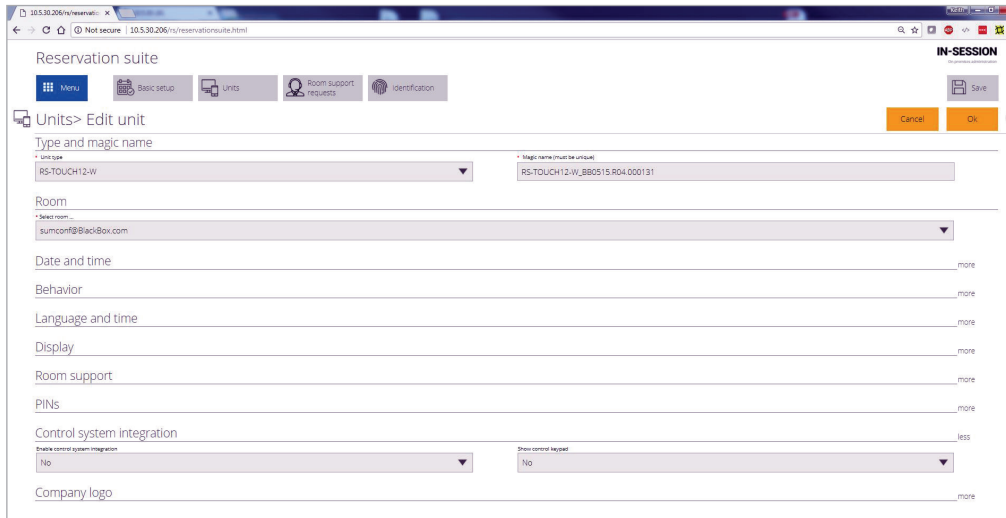 10.5.30.206/rs/reservatio
Keith
Not secure | 10.5.30.206/rs/reservationsuite.html
Reservation suite
IN-SESSION
On-premises administration
Menu
Basic setup
Units
Room support
requests
Identification
Save
Units> Edit unit
Cancel
Ok
Type and magic name
* Unit type
* Magic name (must be unique)
RS-TOUCH12-W
RS-TOUCH12-W_BB0515.R04.000131
Room
* Select room ...
sumconf@BlackBox.com
Date and time
more
Behavior
more
Language and time
more
Display
more
Room support
more
PINs
more
Control system integration
less
Enable control system integration
Show control keypad
No
No
Company logo
more